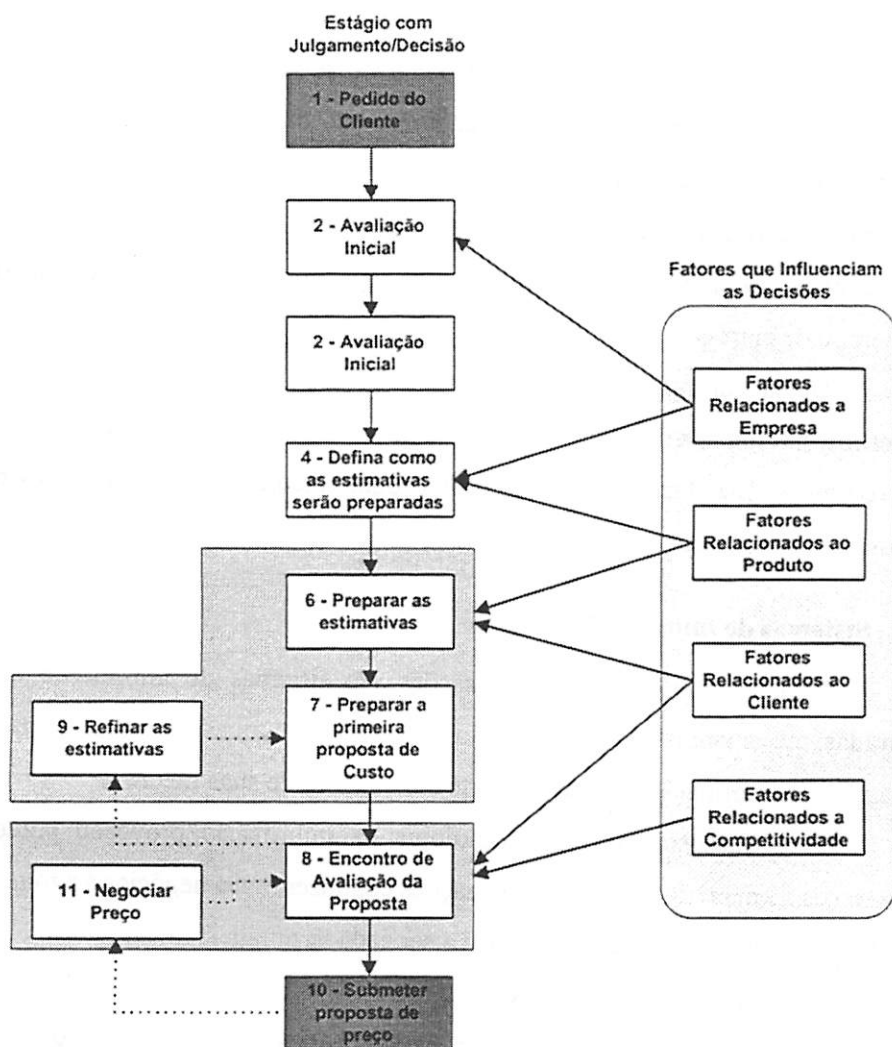 Estágio com
Julgamento/Decisão
1 - Pedido do
Cliente
2 - Avaliação
Inicial
2 - Avaliação
Inicial
4 - Defina como
as estimativas
serão preparadas
6 - Preparar as
estimativas
7 - Preparar a
primeira
proposta de
Custo
9 - Refinar as
estimativas
8 - Encontro de
Avaliação da
Proposta
11 - Negociar
Preço
10 - Submeter
proposta de
preço
Fatores que Influenciam
as Decisões
Fatores
Relacionados a
Empresa
Fatores
Relacionados ao
Produto
Fatores
Relacionados ao
Cliente
Fatores
Relacionados a
Competitividade